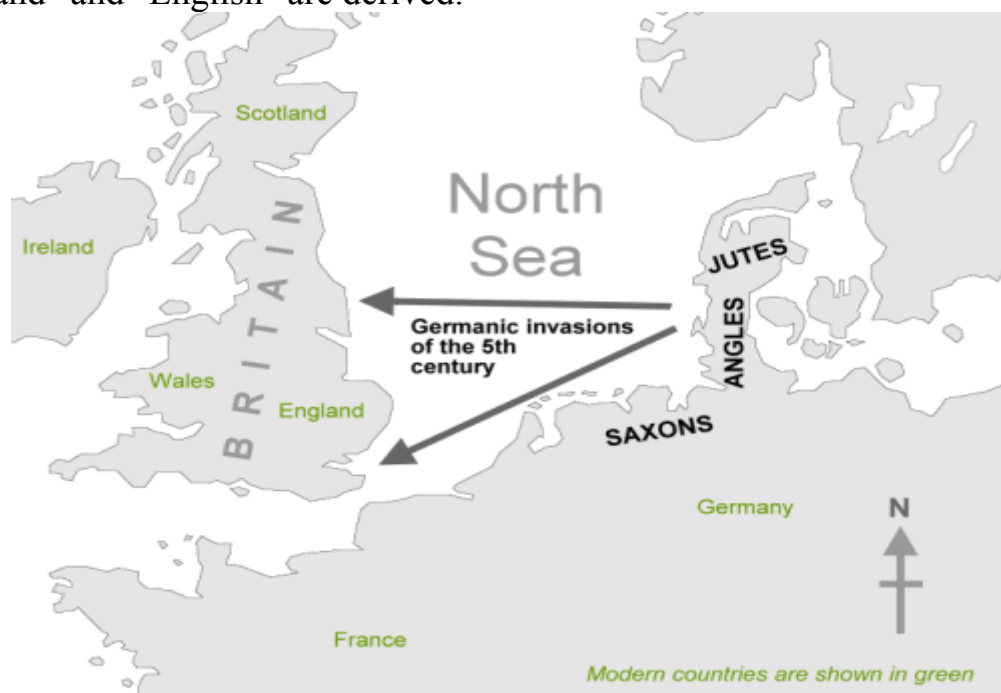 and" and "English" are derived.
Scotland
North
Sea
Ireland
BRITAIN
JUTES
ANGLES
Germanic invasions
of the 5th
century
Wales
England
SAXONS
Germany
N
France
Modern countries are shown in green